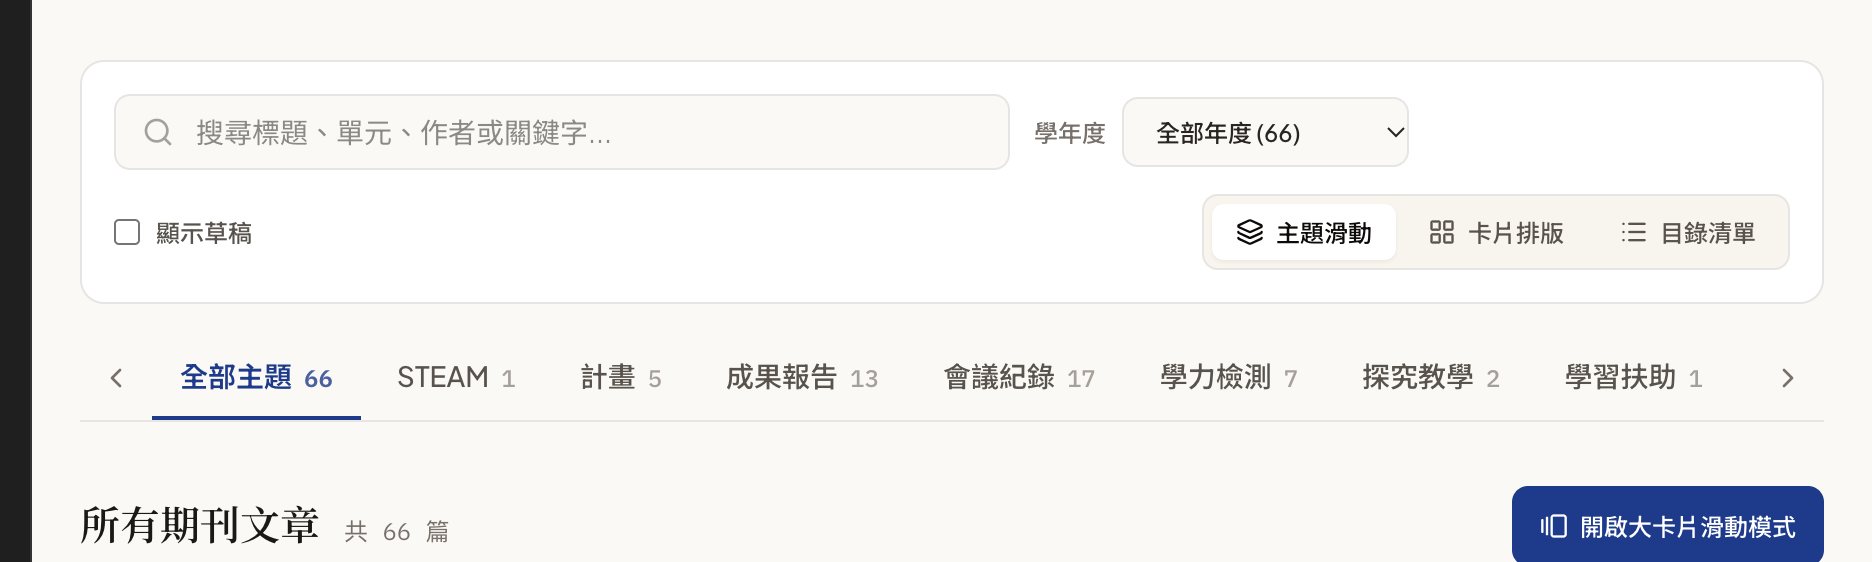 搜尋標題、單元、作者或關鍵字...
學年度 全部年度 (66)
顯示草稿
主題滑動 卡片排版 目錄清單
全部主題 66 STEAM 1 計畫 5 成果報告 13 會議紀錄 17 學力檢測 7 探究教學 2 學習扶助 1
所有期刊文章 共 66 篇
開啟大卡片滑動模式